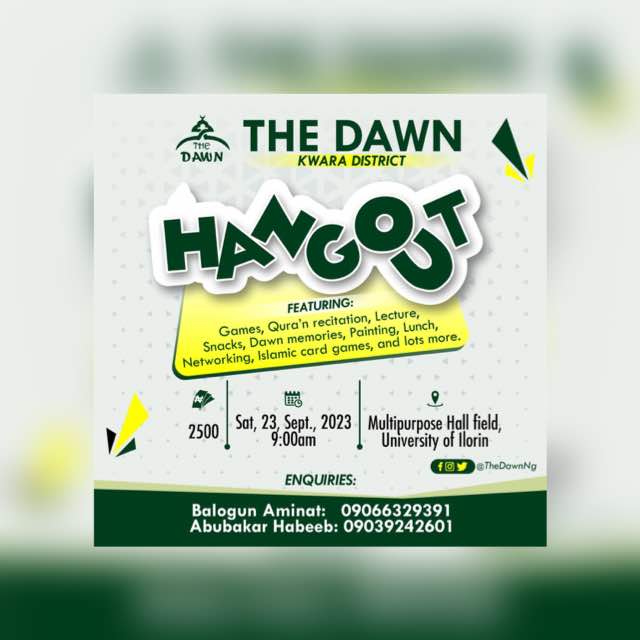 THE
DAWN
THE DAWN
KWARA DISTRICT
HANGOUT
FEATURING:
Games, Qura'n recitation, Lecture,
Snacks, Dawn memories, Painting, Lunch,
Networking, Islamic card games, and lots more.
2500
Sat, 23, Sept., 2023
9:00am
Multipurpose Hall field,
University of Ilorin
@TheDawnNg
ENQUIRIES:
Balogun Aminat: 09066329391
Abubakar Habeeb: 09039242601